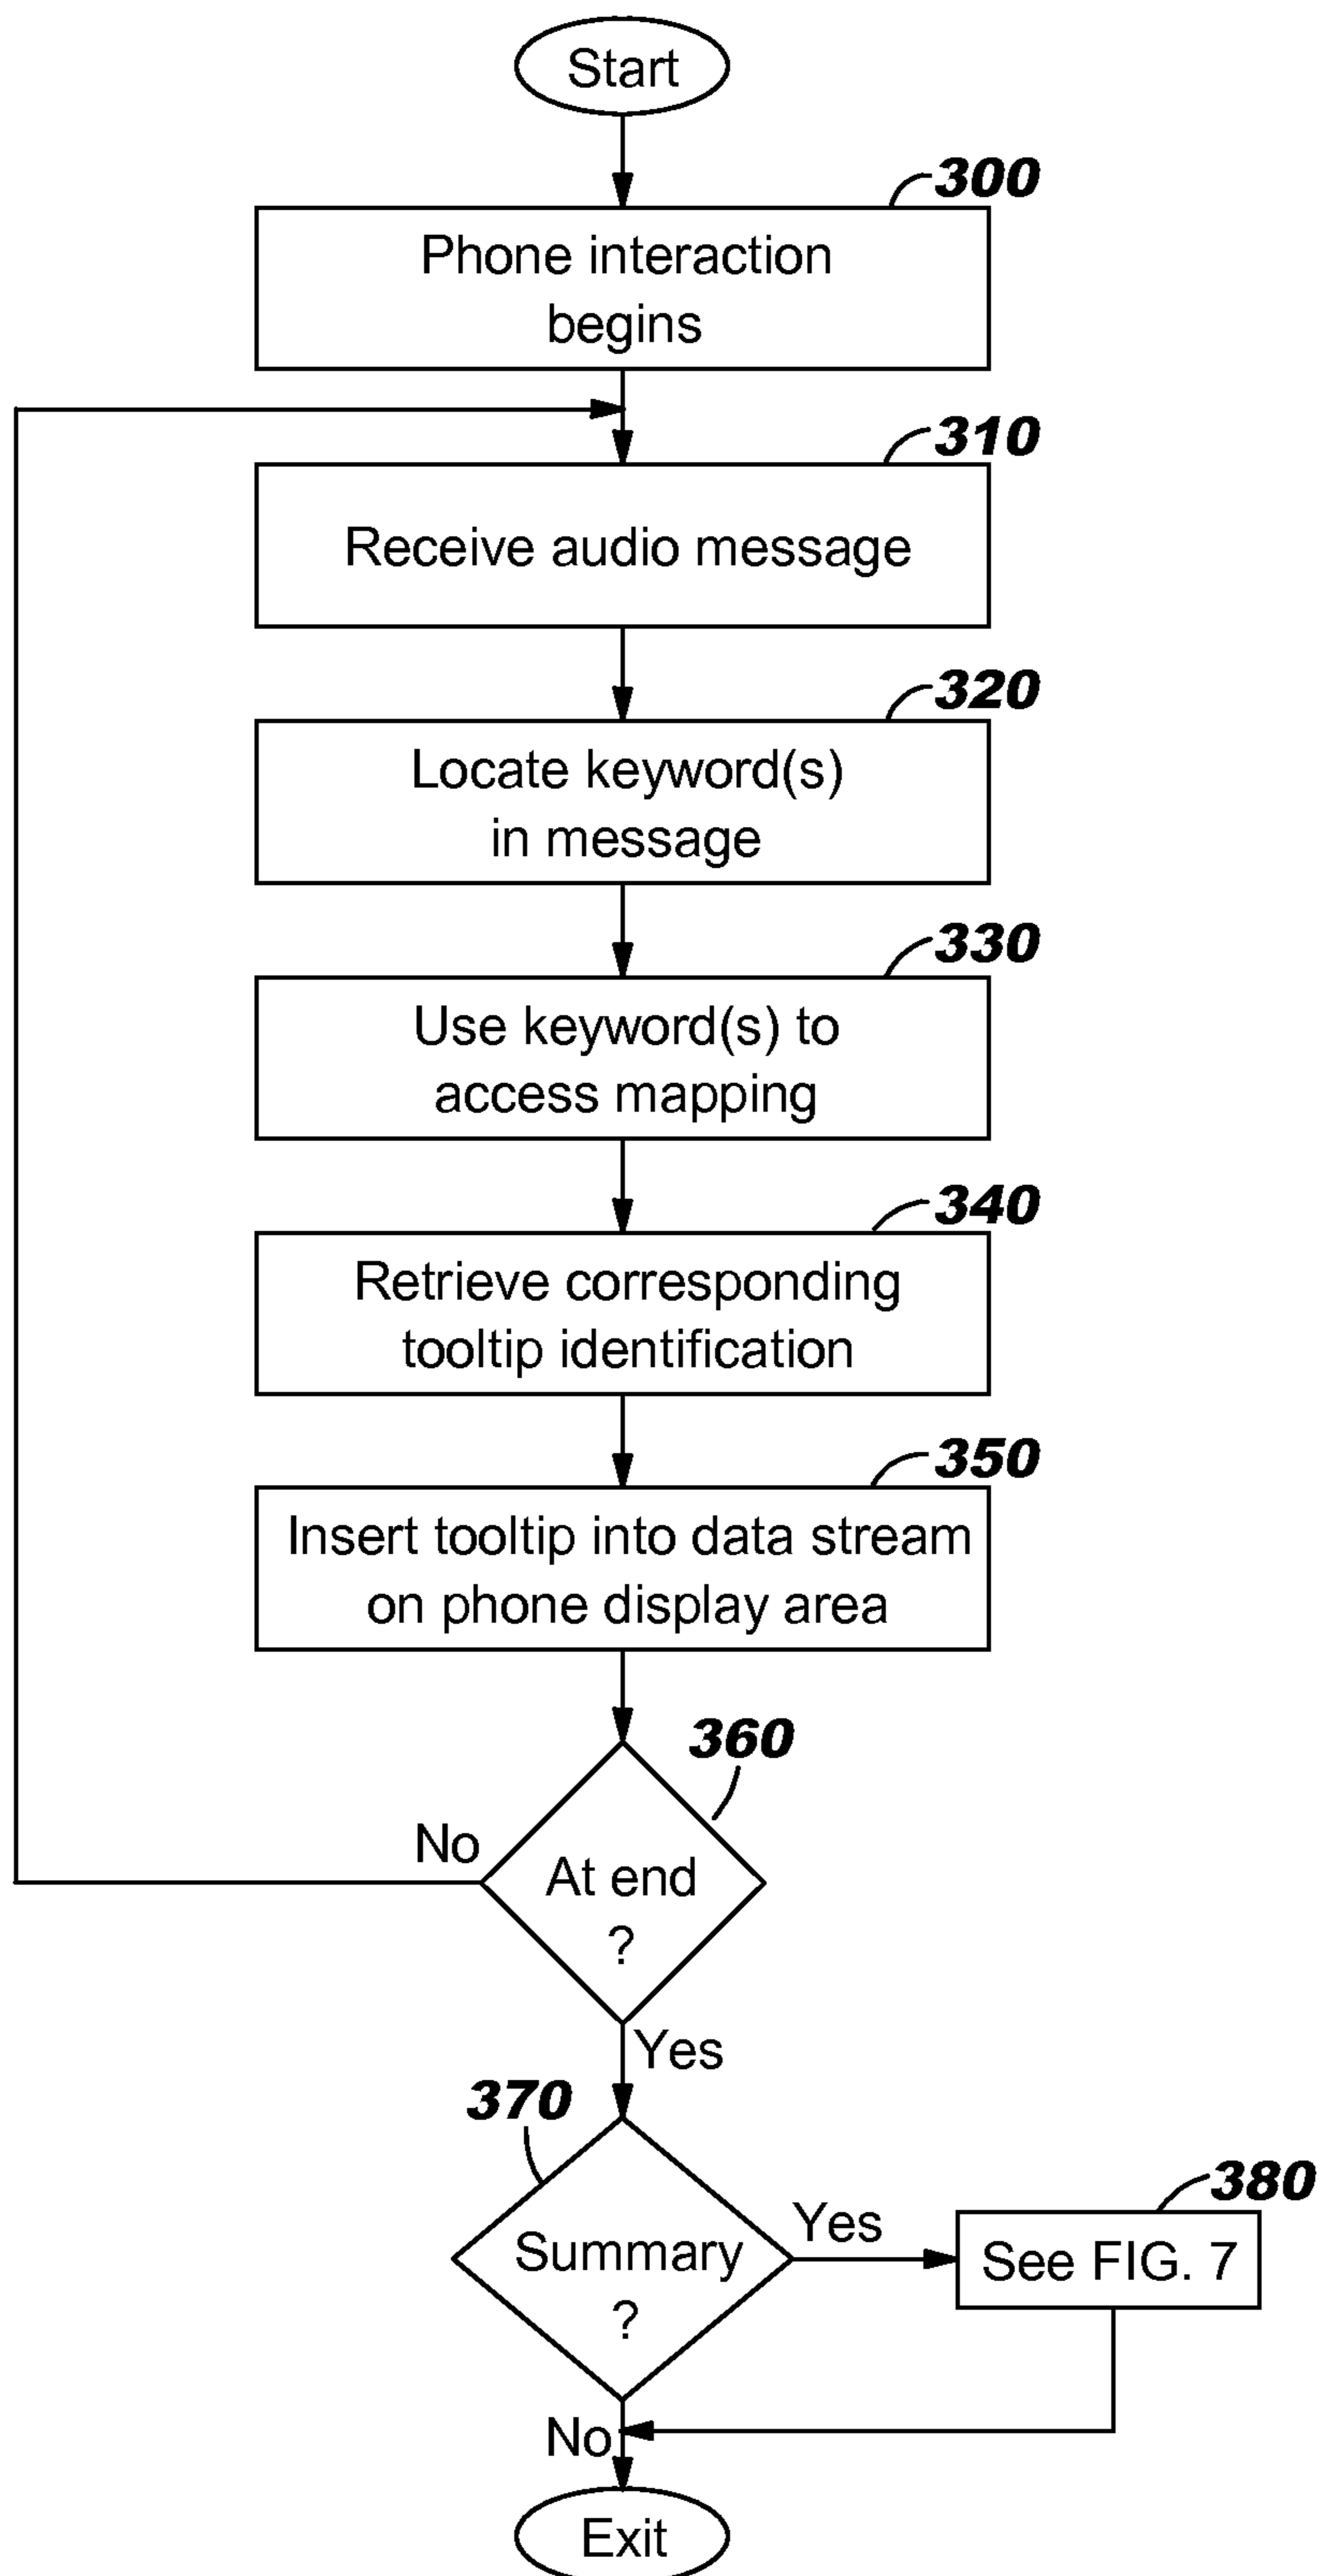 Start
300
Phone interaction
begins
310
Receive audio message
320
Locate keyword(s)
in message
330
Use keyword(s) to
access mapping
340
Retrieve corresponding
tooltip identification
350
Insert tooltip into data stream
on phone display area
360
No
At end
?
Yes
370
380
Summary
?
Yes
See FIG. 7
No
Exit